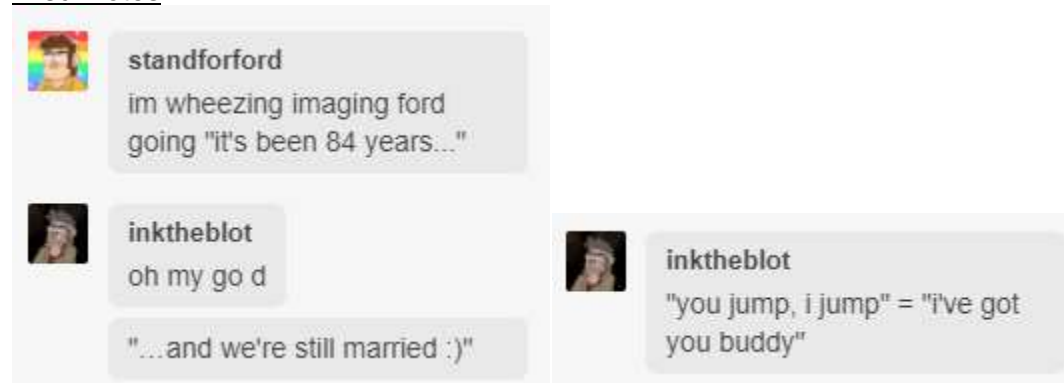 standforford
im wheezing imaging ford
going "it's been 84 years..."
inktheblot
oh my go d
"...and we're still married :)"
inktheblot
"you jump, i jump" = "i've got
you buddy"